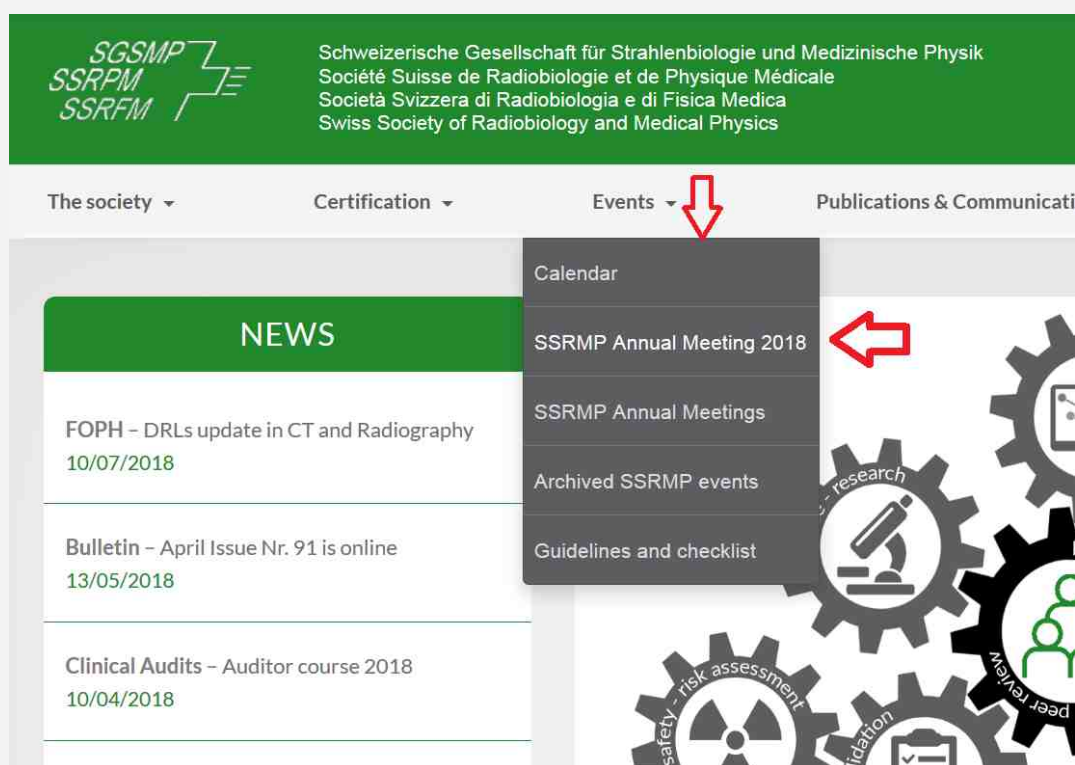 SGSMP
SSRPM
SSRFM
Schweizerische Gesellschaft für Strahlenbiologie und Medizinische Physik
Société Suisse de Radiobiologie et de Physique Médicale
Società Svizzera di Radiobiologia e di Fisica Medica
Swiss Society of Radiobiology and Medical Physics
The society
Certification
Events
Publications & Communicati
Calendar
SSRMP Annual Meeting 2018
SSRMP Annual Meetings
Archived SSRMP events
Guidelines and checklist
NEWS
FOPH – DRLs update in CT and Radiography
10/07/2018
Bulletin – April Issue Nr. 91 is online
13/05/2018
Clinical Audits – Auditor course 2018
10/04/2018
- research
peer review
safety - risk assessment
idation